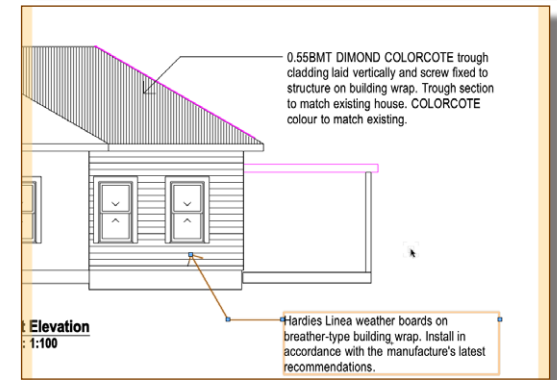 0.55BMT DIMOND COLORCOTE trough
cladding laid vertically and screw fixed to
structure on building wrap. Trough section
to match existing house. COLORCOTE
colour to match existing.
Hardies Linea weather boards on
breather-type building wrap. Install in
accordance with the manufacture's latest
recommendations.
t Elevation
: 1:100